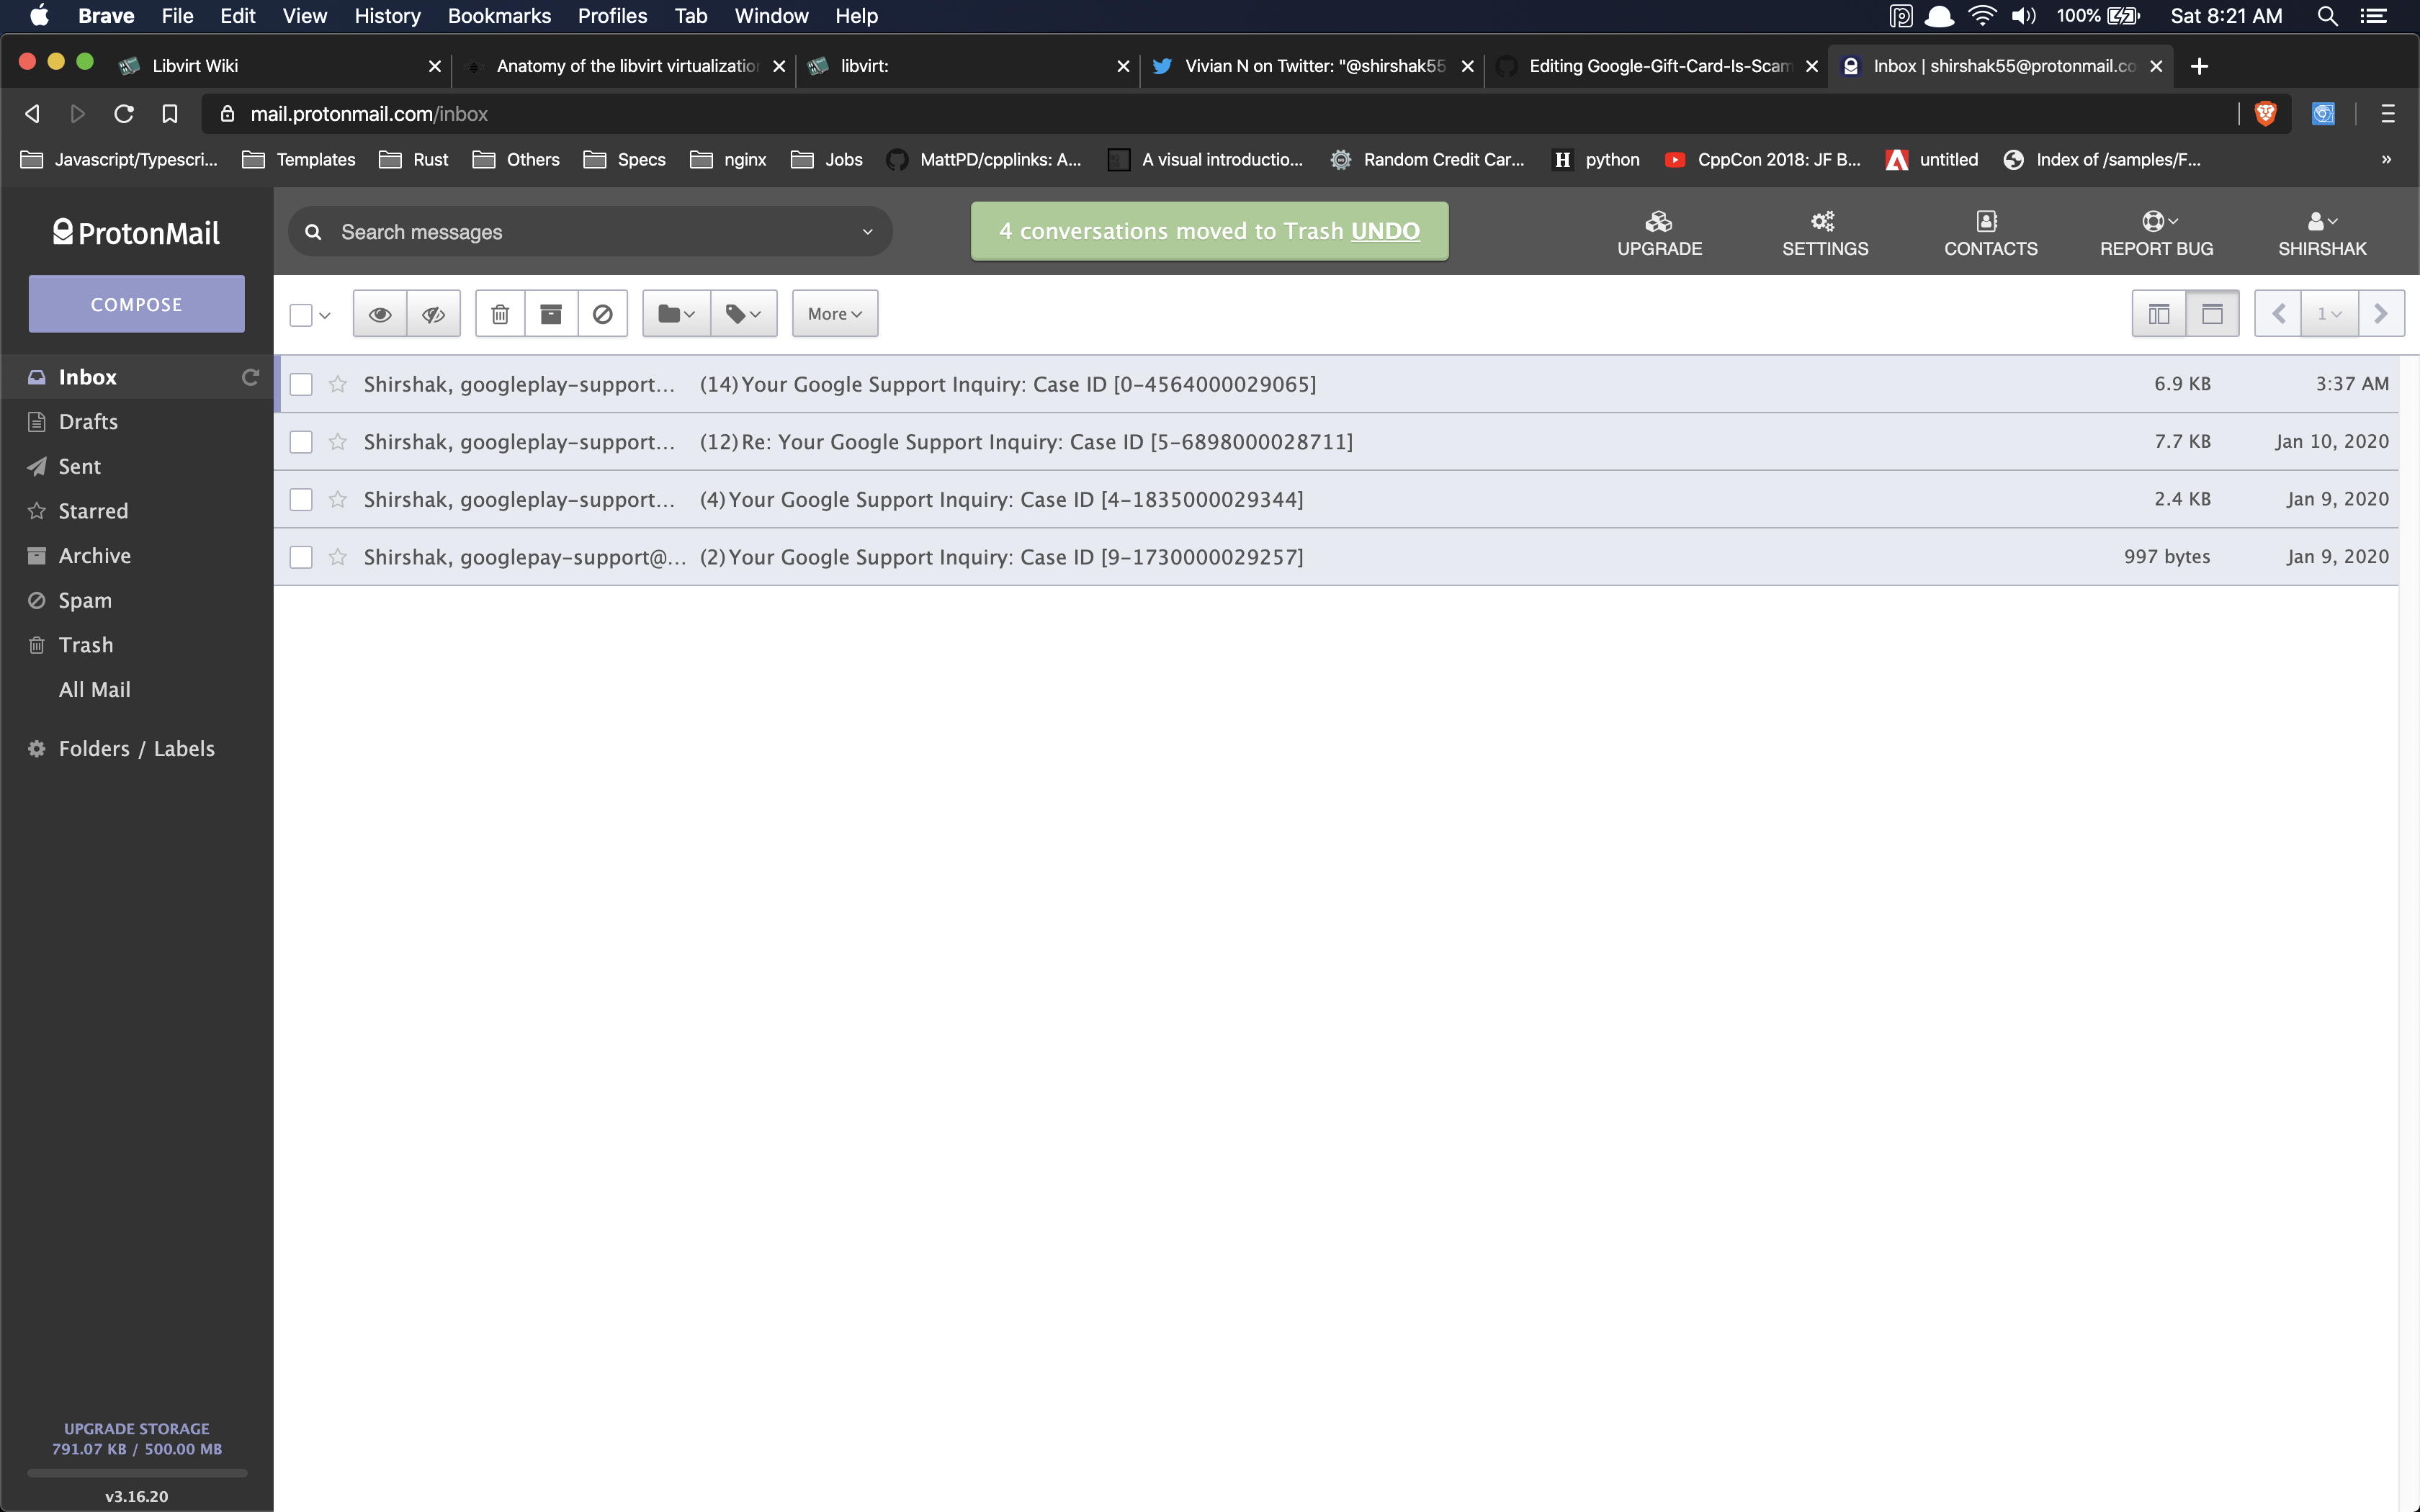 Brave File Edit View History Bookmarks Profiles Tab Window Help 100% Sat 8:21 AM
Libvirt Wiki Anatomy of the libvirt virtualizatio libvirt: Vivian N on Twitter: "@shirshak55 Editing Google-Gift-Card-Is-Scam Inbox | shirshak55@protonmail.co
mail.protonmail.com/inbox
Javascript/Typescri... Templates Rust Others Specs nginx Jobs MattPD/cpplinks: A... A visual introductio... Random Credit Car... H python CppCon 2018: JF B... untitled Index of /samples/F... »
ProtonMail Search messages 4 conversations moved to Trash UNDO UPGRADE SETTINGS CONTACTS REPORT BUG SHIRSHAK
COMPOSE More 1
Inbox
Drafts
Sent
Starred
Archive
Spam
Trash
All Mail
Folders / Labels
Shirshak, googleplay-support... (14) Your Google Support Inquiry: Case ID [0-4564000029065] 6.9 KB 3:37 AM
Shirshak, googleplay-support... (12) Re: Your Google Support Inquiry: Case ID [5-6898000028711] 7.7 KB Jan 10, 2020
Shirshak, googleplay-support... (4) Your Google Support Inquiry: Case ID [4-1835000029344] 2.4 KB Jan 9, 2020
Shirshak, googlepay-support@... (2) Your Google Support Inquiry: Case ID [9-1730000029257] 997 bytes Jan 9, 2020
UPGRADE STORAGE
791.07 KB / 500.00 MB
v3.16.20